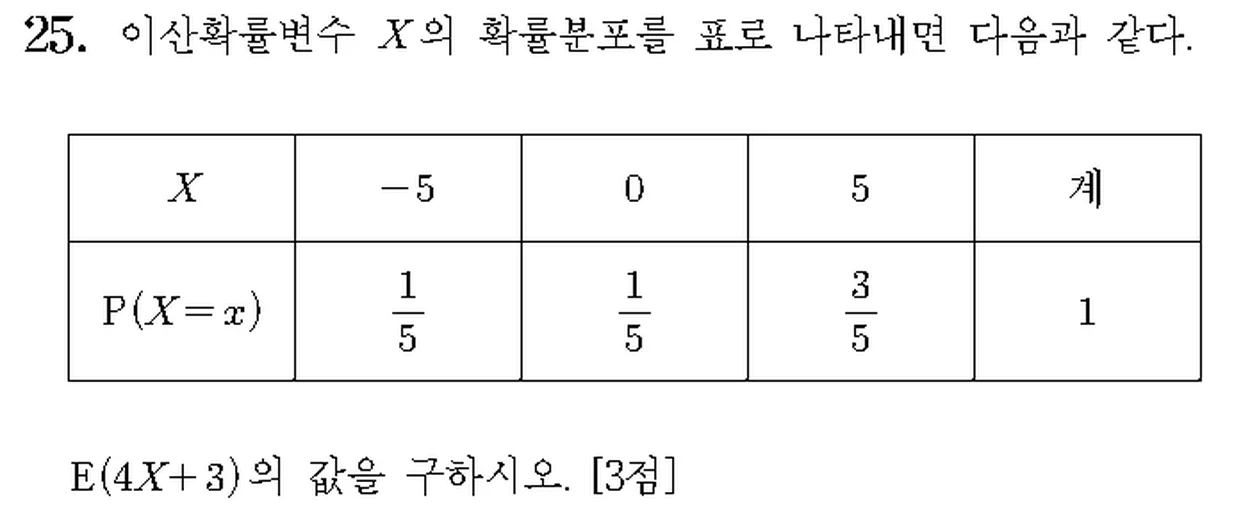 25. 이산확률변수 X의 확률분포를 표로 나타내면 다음과 같다.
X −5 0 5 계
P(X=x) 1/5 1/5 3/5 1
E(4X+3)의 값을 구하시오. [3점]